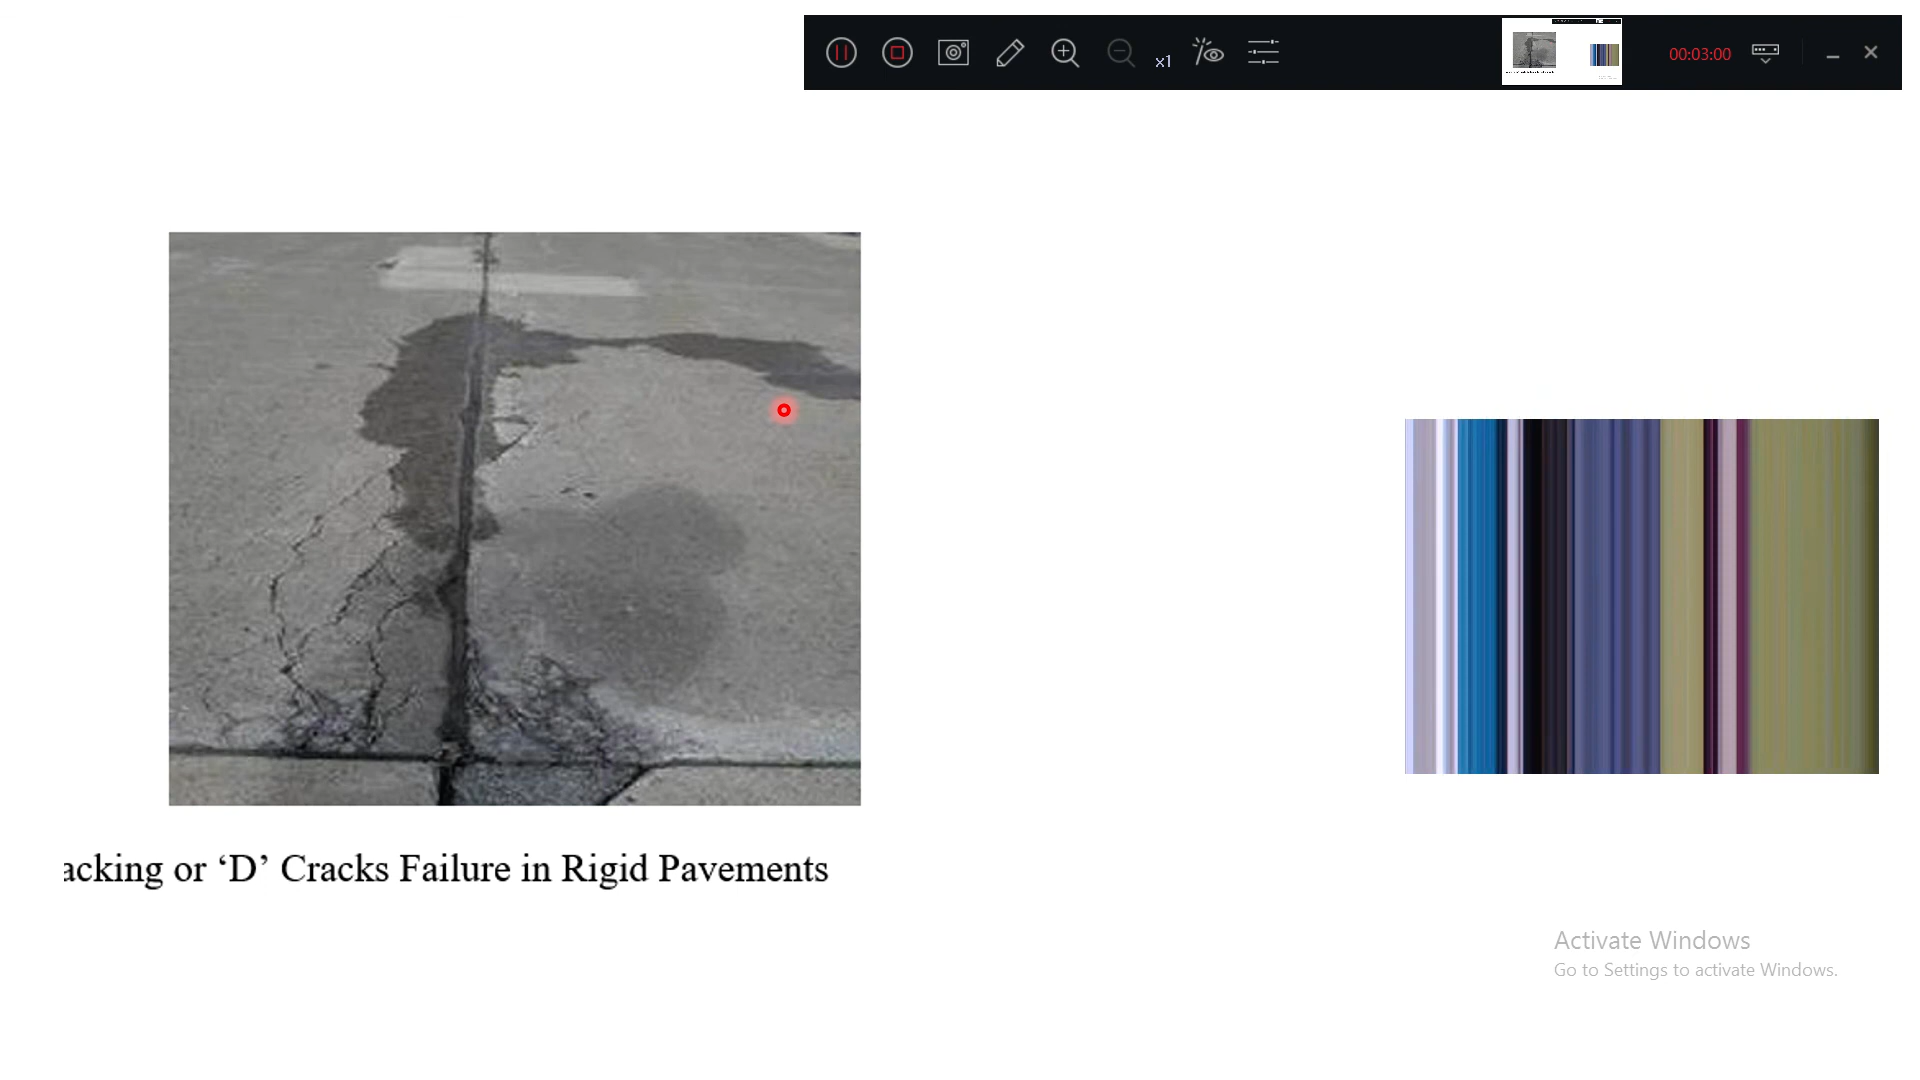 x1
00:03:00
acking or ‘D’ Cracks Failure in Rigid Pavements
Activate Windows
Go to Settings to activate Windows.